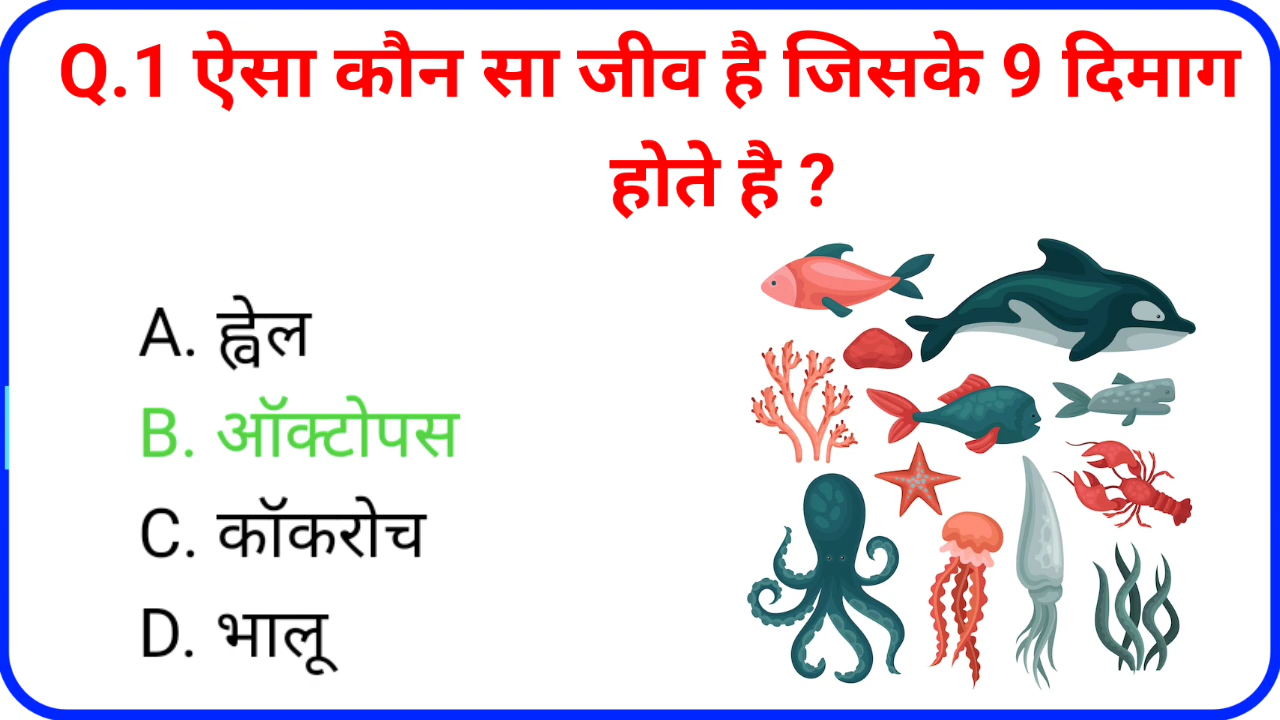 Q.1 ऐसा कौन सा जीव है जिसके 9 दिमाग
होते है ?
A. ह्वेल
B. ऑक्टोपस
C. कॉकरोच
D. भालू